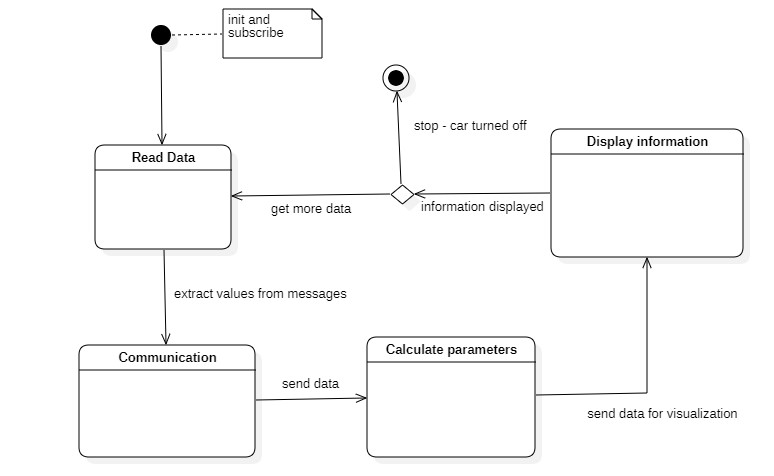 init and
subscribe
stop - car turned off
Read Data
Display information
get more data
information displayed
extract values from messages
Communication
Calculate parameters
send data
send data for visualization